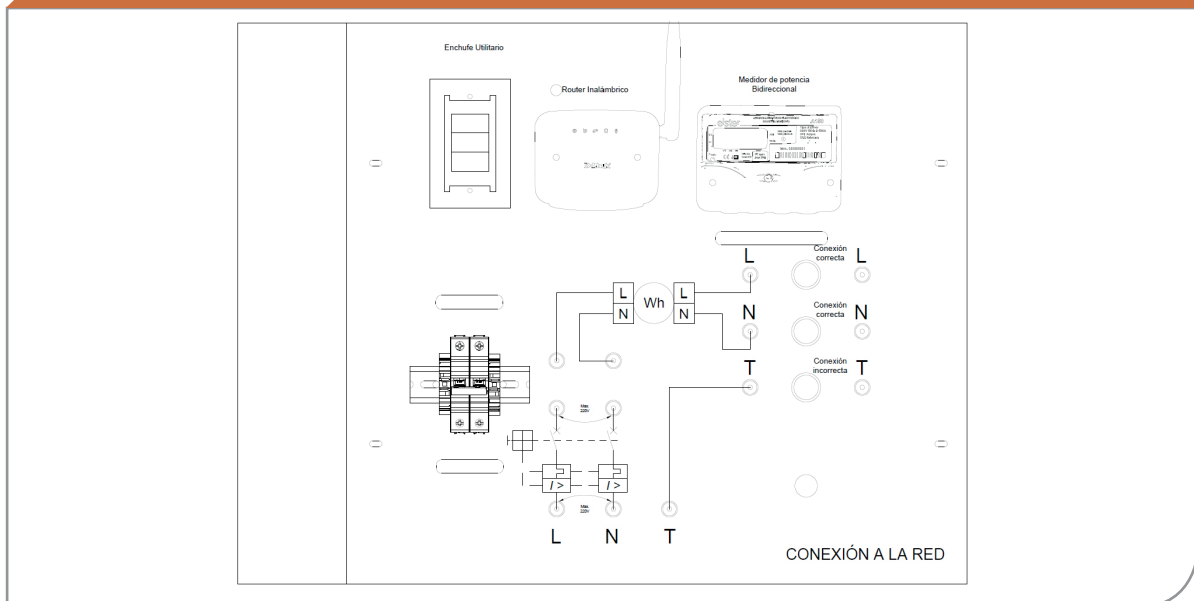 Enchufe Utilitario
Router Inalámbrico
Medidor de potencia
Bidireccional
elster
Conexión
correcta
L
L
L
L
Wh
N
N
Conexión
correcta
N
N
Conexión
incorrecta
T
T
Max.
220V
I >
I >
Max.
220V
L
N
T
CONEXIÓN A LA RED